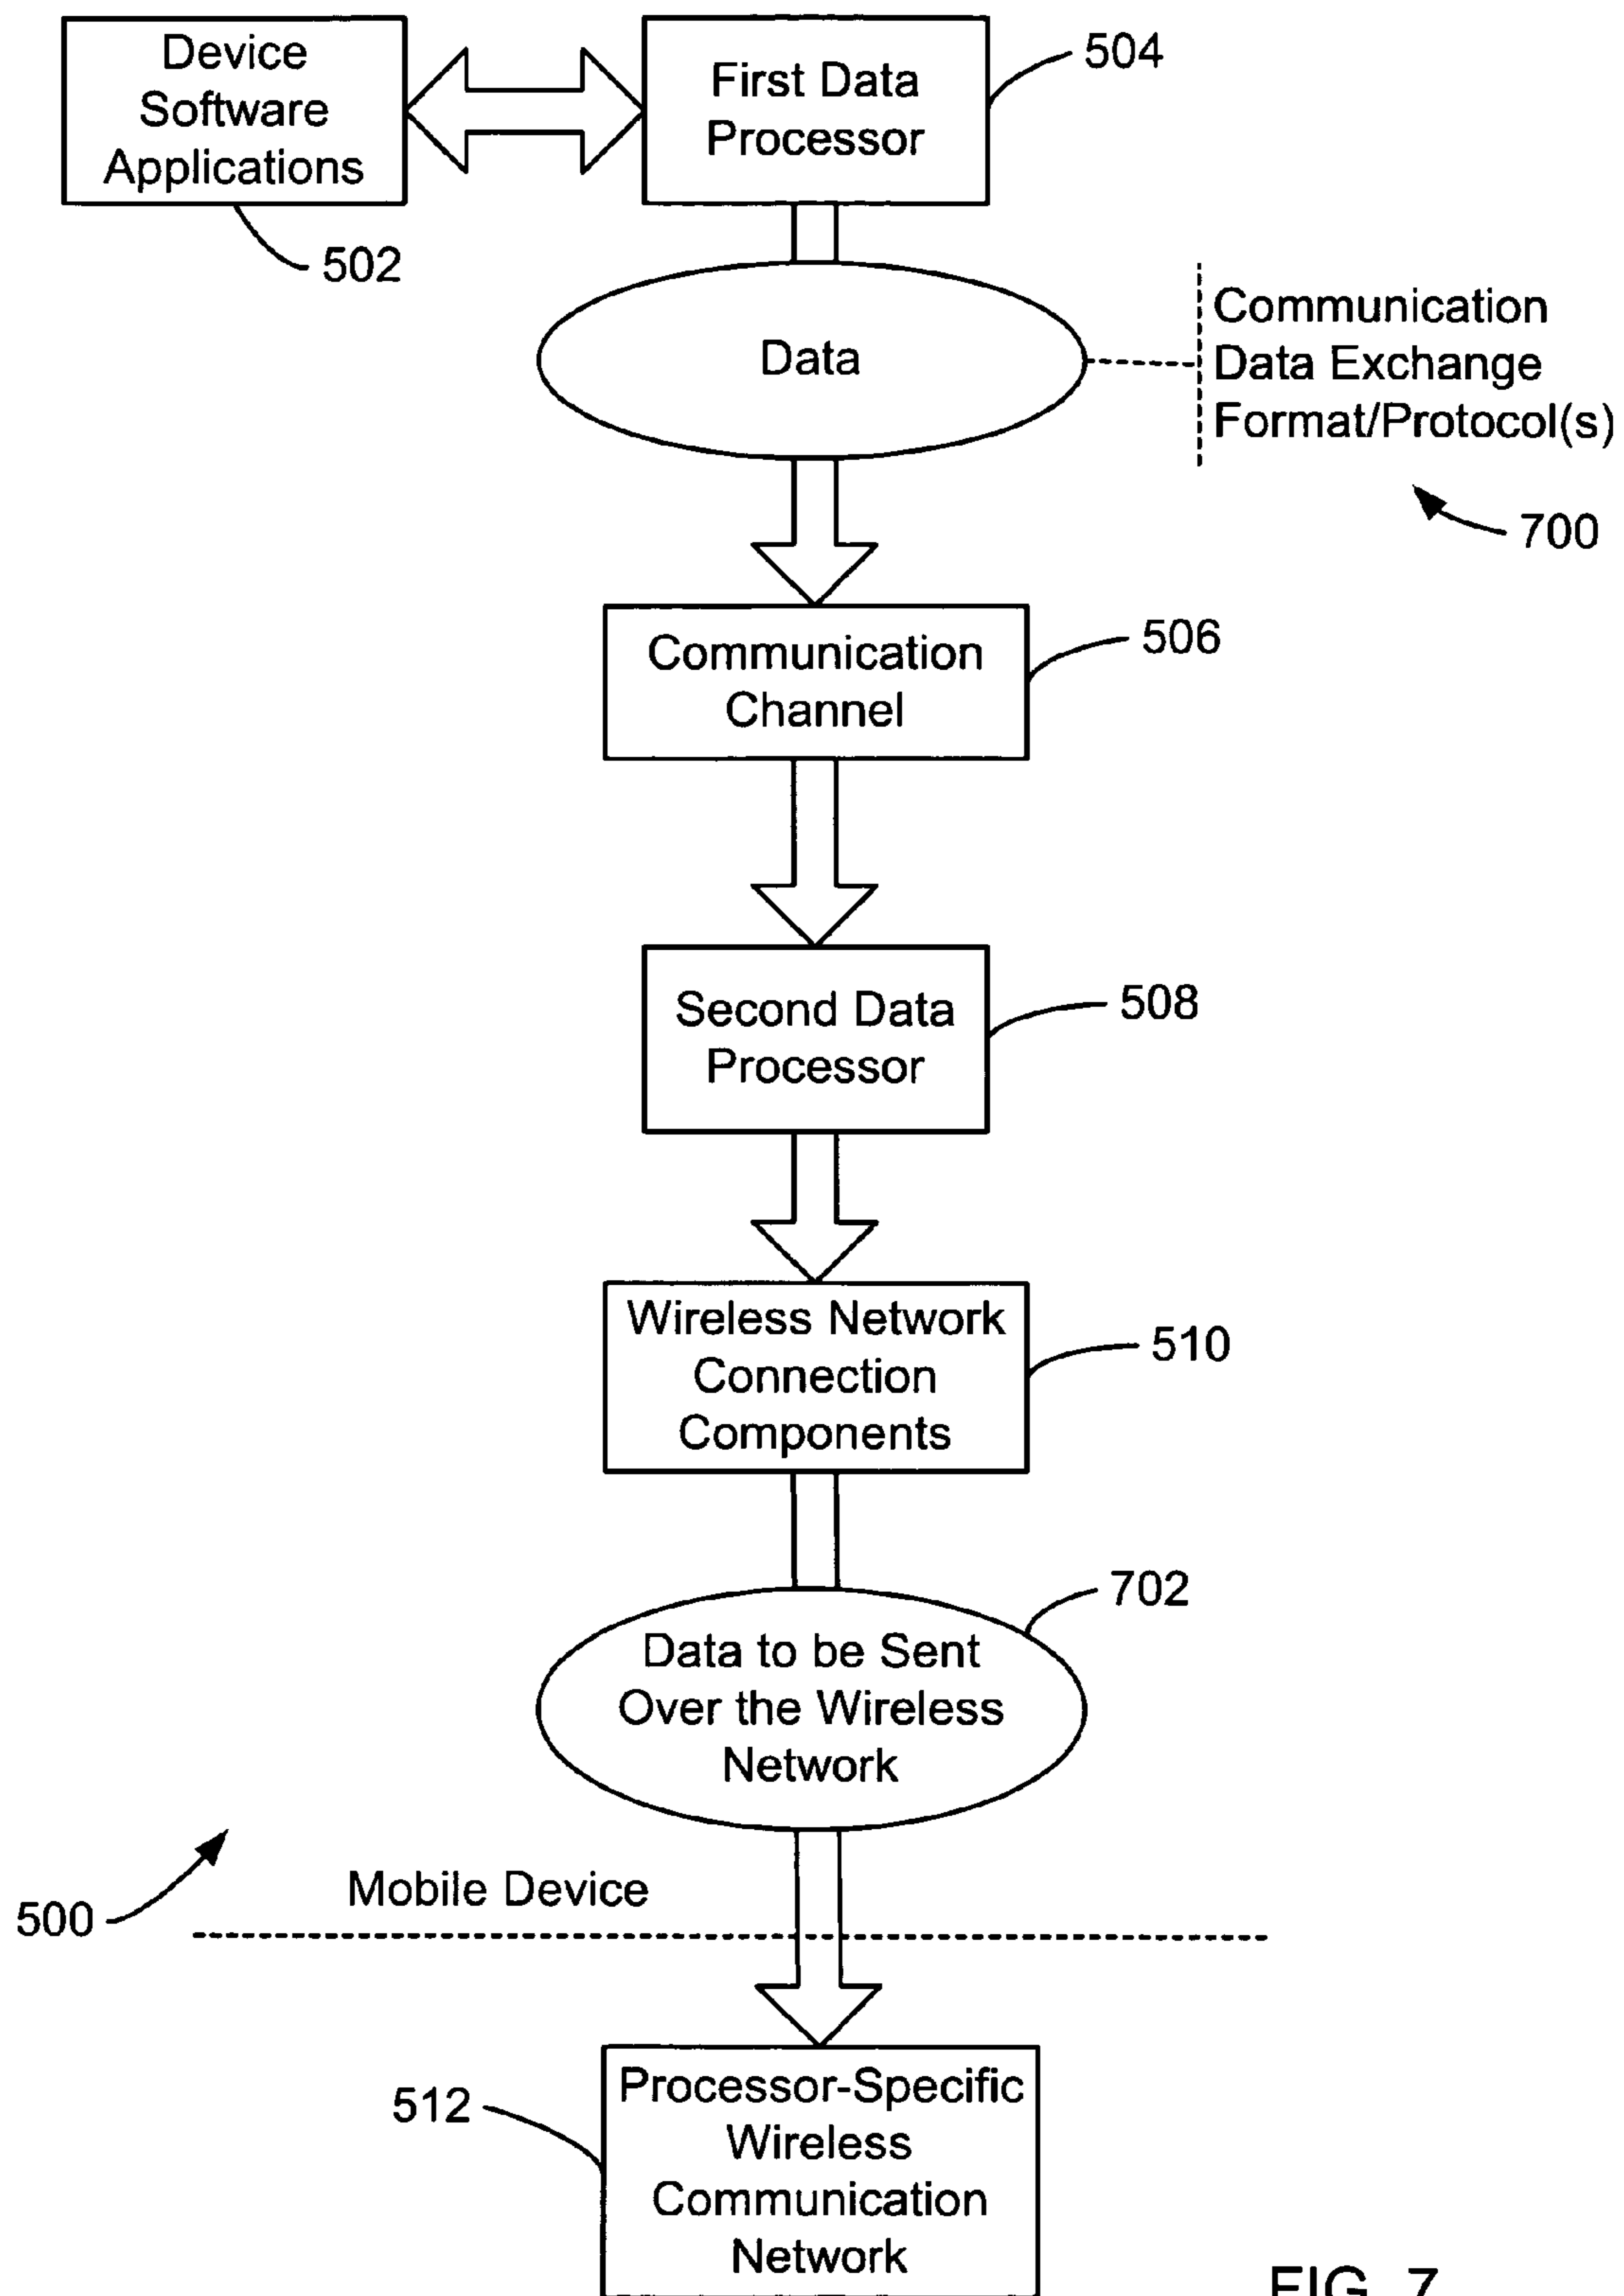 Device
Software
Applications
502
First Data
Processor
504
Data
Communication
Data Exchange
Format/Protocol(s)
700
Communication
Channel
506
Second Data
Processor
508
Wireless Network
Connection
Components
510
702
Data to be Sent
Over the Wireless
Network
500
Mobile Device
512
Processor-Specific
Wireless
Communication
Network
FIG. 7